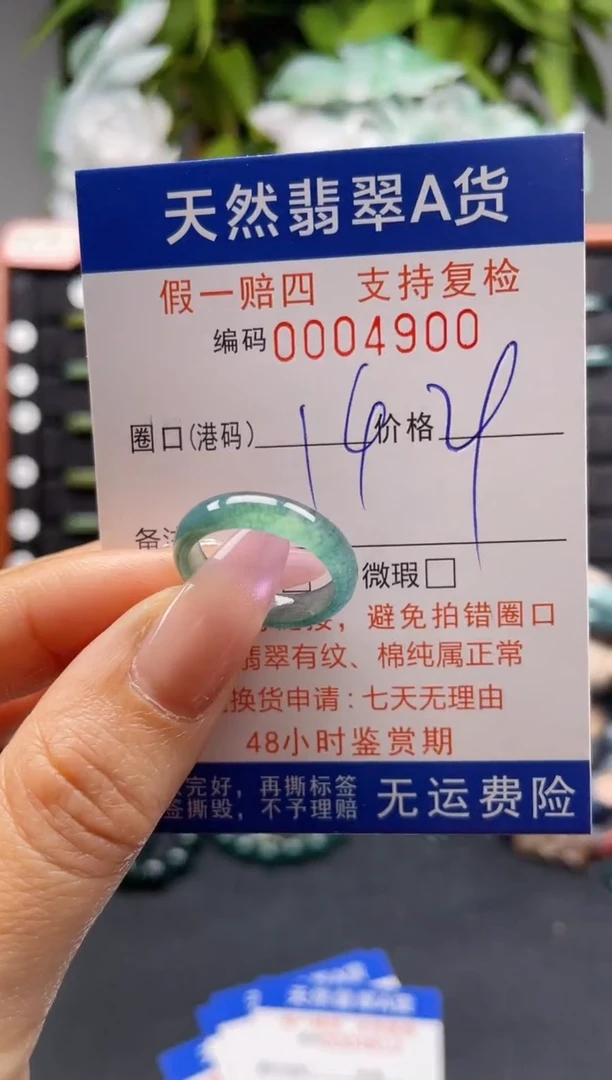 天然翡翠A货
假一赔四 支持复检
编码0004900
圈口(港码) 14 价格
备注
微瑕□
避免拍错圈口
翡翠有纹、棉纯属正常
换货申请:七天无理由
48小时鉴赏期
完好,再撕标签
签撕毁,不予理赔
无运费险